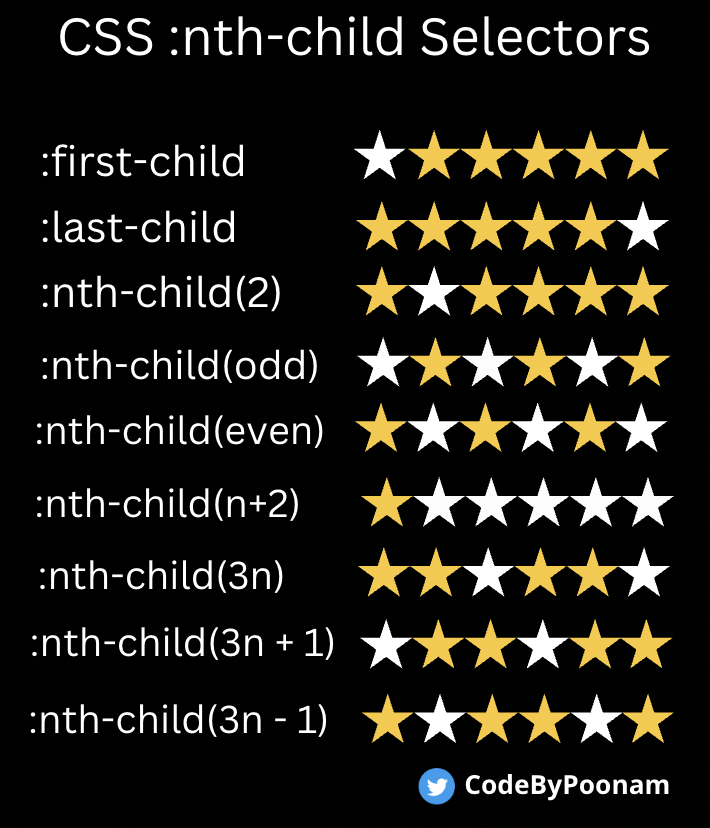 CSS :nth-child Selectors
:first-child
:last-child
:nth-child(2)
:nth-child(odd)
:nth-child(even)
:nth-child(n+2)
:nth-child(3n)
:nth-child(3n + 1)
:nth-child(3n - 1)
CodeByPoonam